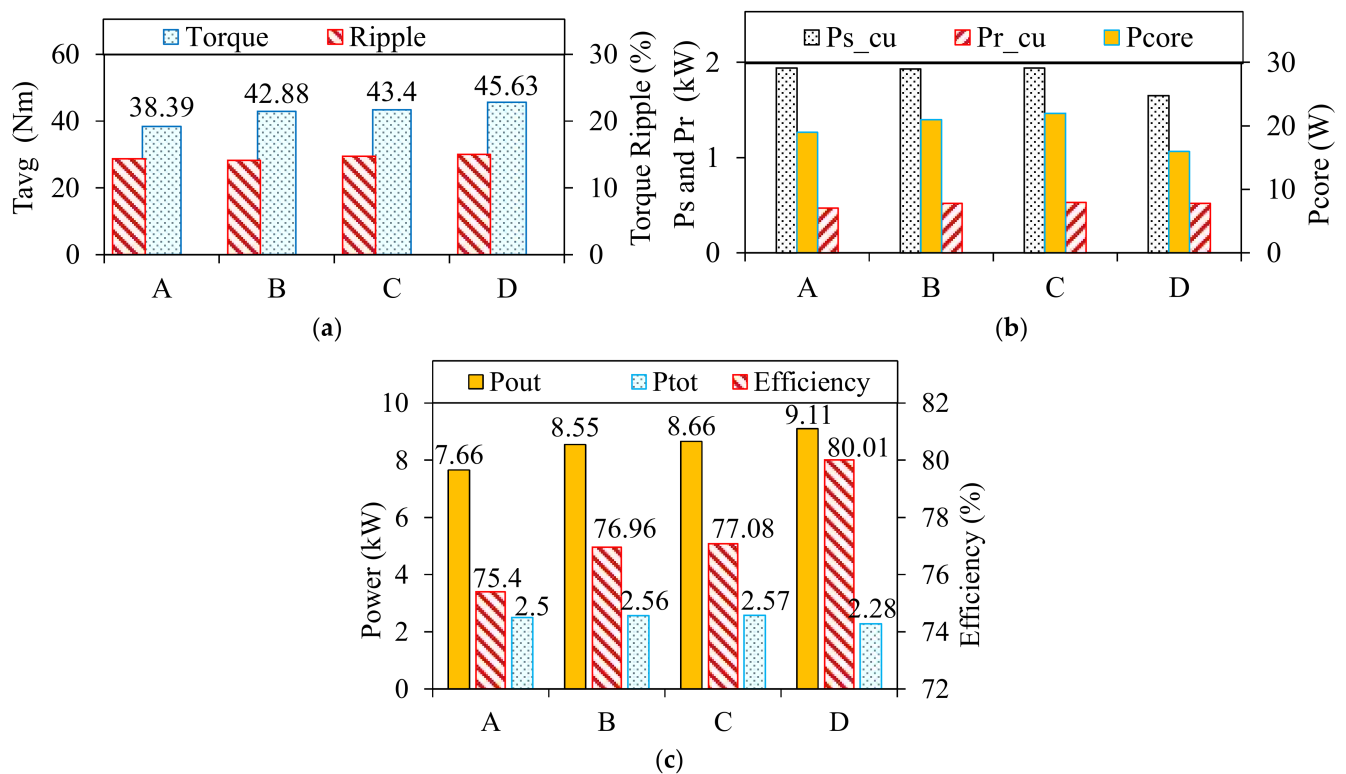 Torque Ripple
Tavg (Nm)
60
40
20
0
38.39 42.88 43.4 45.63
30
20
10
0
Torque Ripple (%)
A B C D
(a)
Ps_cu Pr_cu Pcore
Ps and Pr (kW)
2
1
0
30
20
10
0
Pcore (W)
A B C D
(b)
Pout Ptot Efficiency
Power (kW)
10
8
6
4
2
0
7.66 8.55 8.66 9.11
75.4 76.96 77.08 80.01
2.5 2.56 2.57 2.28
82
80
78
76
74
72
Efficiency (%)
A B C D
(c)